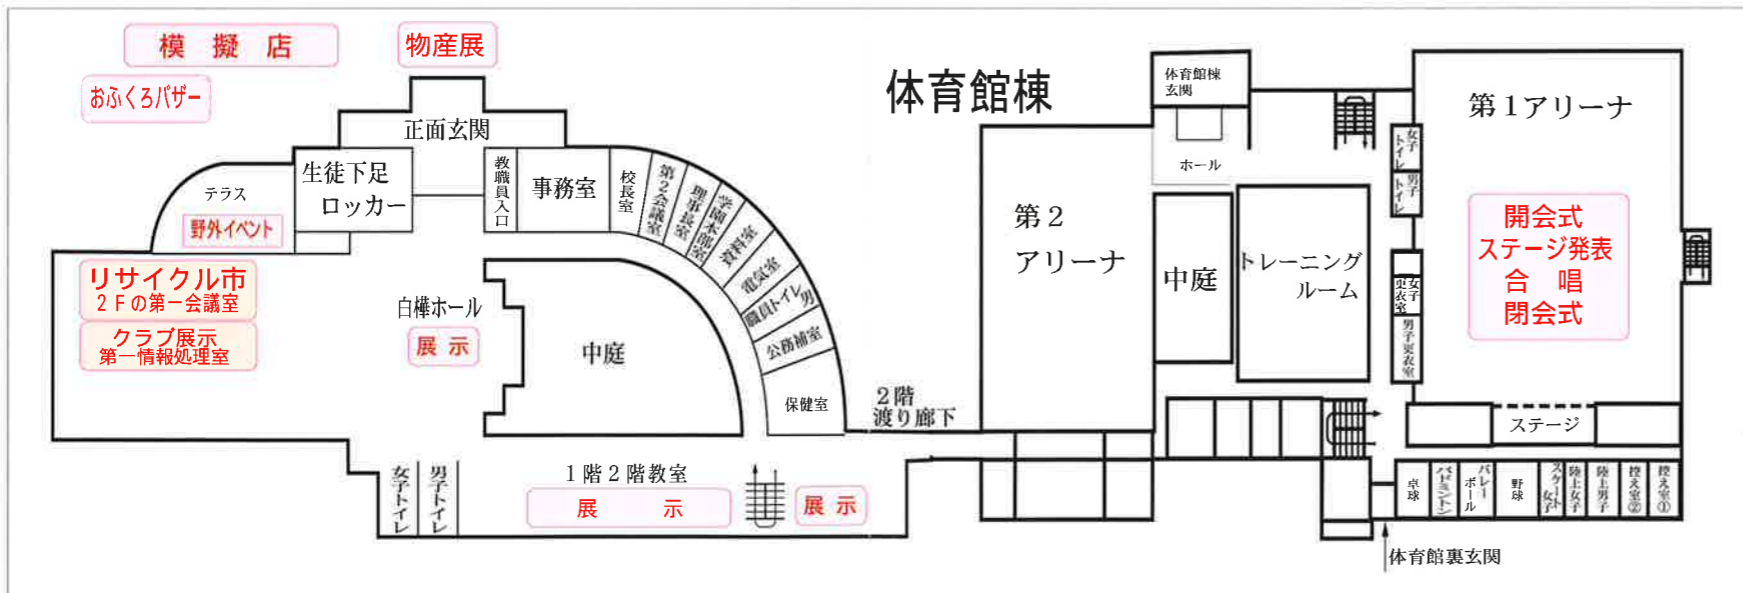 模擬店
物産展
おふくろバザー
体育館棟
正面玄関
生徒下足
ロッカー
テラス
野外イベント
教職員入口
事務室
校長室
第2会議室
理事長室
学園本部室
資料室
電気室
職員トイレ男
公務補室
保健室
リサイクル市
2Fの第一会議室
クラブ展示
第一情報処理室
白樺ホール
展示
中庭
2階
渡り廊下
1階2階教室
展示
展示
女子トイレ
男子トイレ
体育館棟
玄関
ホール
第2
アリーナ
中庭
トレーニング
ルーム
女子トイレ
男子トイレ
女子更衣室
男子更衣室
第1アリーナ
開会式
ステージ発表
合唱
閉会式
ステージ
卓球
バドミントン
バレーボール
野球
スケート女子
陸上女子
陸上男子
控え室②
控え室①
体育館裏玄関